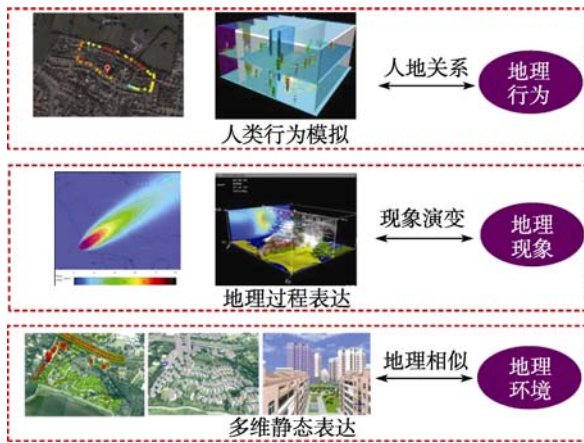 人地关系
地理
行为
人类行为模拟
现象演变
地理
现象
地理过程表达
地理相似
地理
环境
多维静态表达